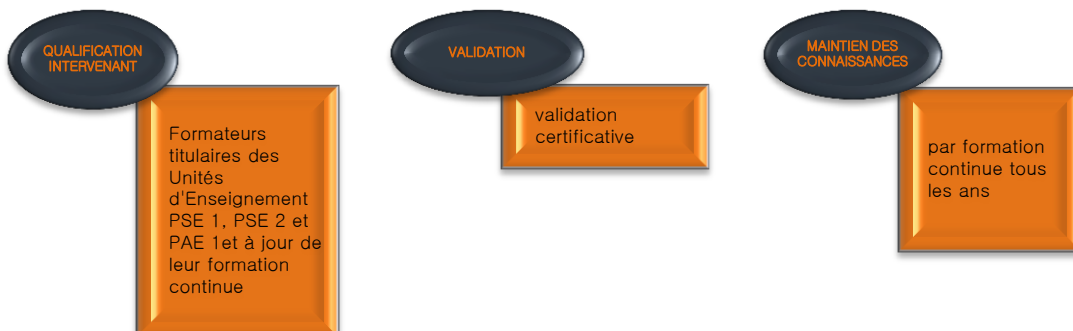 QUALIFICATION
INTERVENANT
Formateurs
titulaires des
Unités
d'Enseignement
PSE 1, PSE 2 et
PAE 1et à jour de
leur formation
continue
VALIDATION
validation
certificative
MAINTIEN DES
CONNAISSANCES
par formation
continue tous
les ans